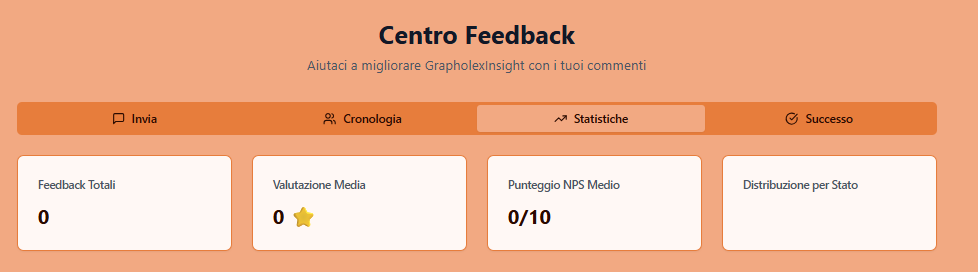 Centro Feedback
Aiutaci a migliorare GrapholexInsight con i tuoi commenti
Invia
Cronologia
Statistiche
Successo
Feedback Totali
0
Valutazione Media
0 ⭐
Punteggio NPS Medio
0/10
Distribuzione per Stato